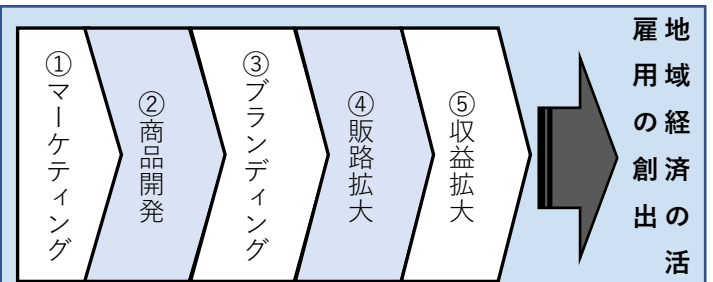 ①マーケティング
②商品開発
③ブランディング
④販路拡大
⑤収益拡大
地域経済の活
雇用の創出